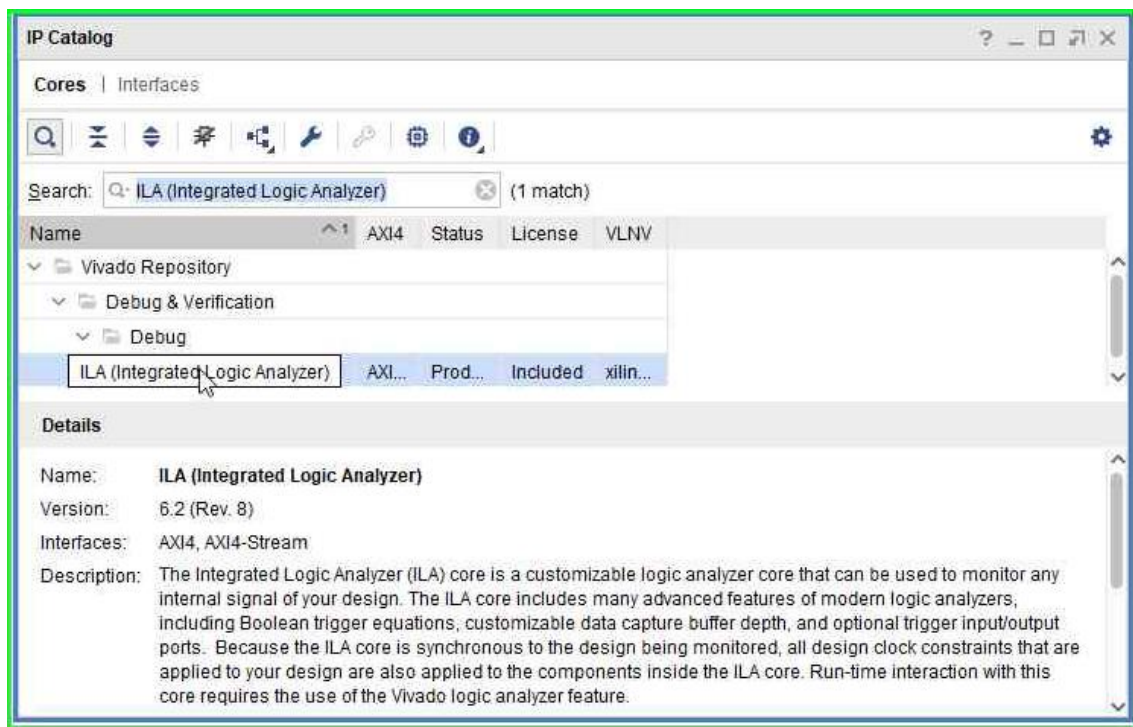 IP Catalog
Cores | Interfaces
Search: ILA (Integrated Logic Analyzer) (1 match)
Name 1 AXI4 Status License VLNV
Vivado Repository
Debug & Verification
Debug
ILA (Integrated Logic Analyzer) AXI... Prod... Included xilin...
Details
Name: ILA (Integrated Logic Analyzer)
Version: 6.2 (Rev. 8)
Interfaces: AXI4, AXI4-Stream
Description: The Integrated Logic Analyzer (ILA) core is a customizable logic analyzer core that can be used to monitor any
internal signal of your design. The ILA core includes many advanced features of modern logic analyzers,
including Boolean trigger equations, customizable data capture buffer depth, and optional trigger input/output
ports. Because the ILA core is synchronous to the design being monitored, all design clock constraints that are
applied to your design are also applied to the components inside the ILA core. Run-time interaction with this
core requires the use of the Vivado logic analyzer feature.